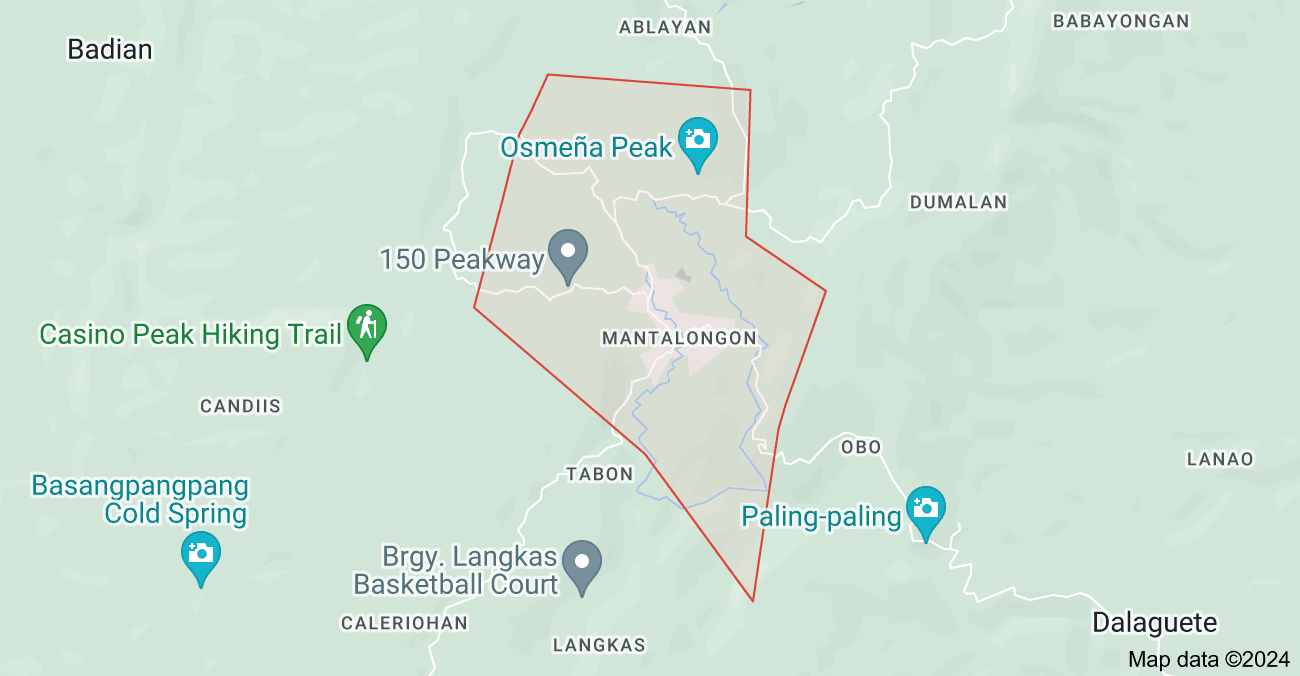 ABLAYAN
BABAYONGAN
Badian
Osmeña Peak
DUMALAN
150 Peakway
Casino Peak Hiking Trail
MANTALONGON
CANDIIS
OBO
LANAO
TABON
Basangpangpang
Cold Spring
Paling-paling
Brgy. Langkas
Basketball Court
CALERIOHAN
Dalaguete
LANGKAS
Map data ©2024